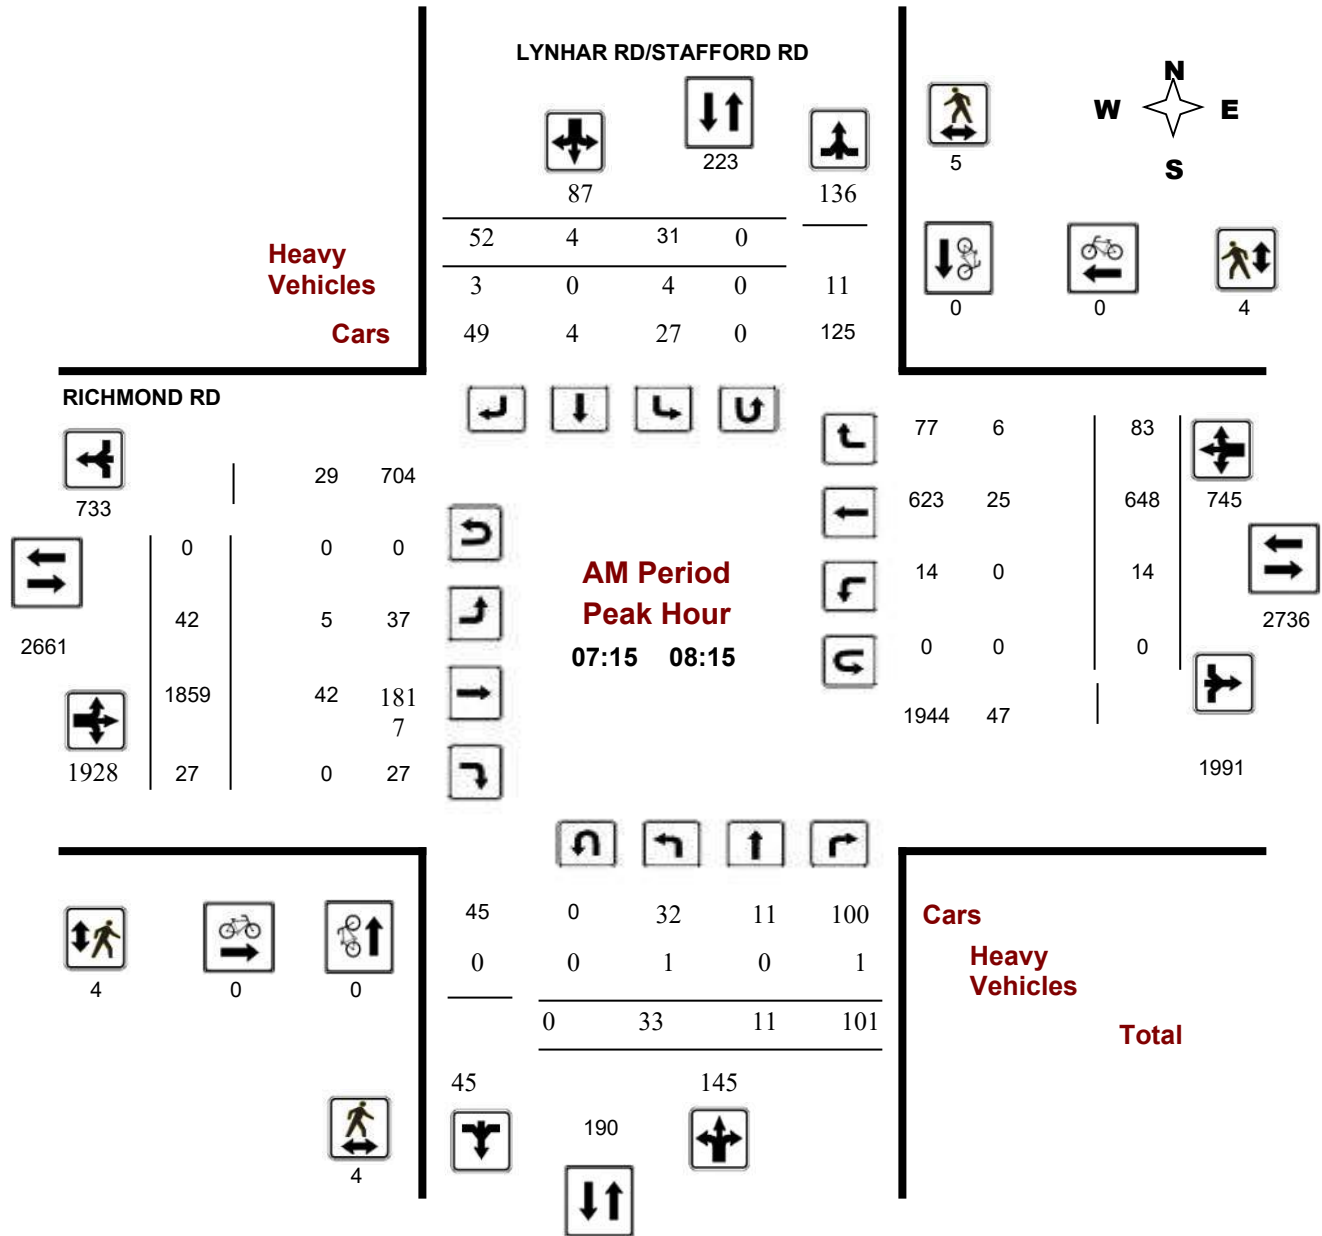 LYNHAR RD/STAFFORD RD
N
W E
S
223
5
87 136
52 4 31 0
Heavy
Vehicles
3 0 4 0 11
0 0 4
Cars
49 4 27 0 125
RICHMOND RD
77 6 83
29 704
733
623 25 648 745
0 0 0
AM Period
14 0 14
Peak Hour
42 5 37
2736
2661
07:15 08:15
0 0 0
1859 42 181
7
1944 47
1928 27 0 27
1991
45 0 32 11 100
Cars
0 0 1 0 1
Heavy
Vehicles
4 0 0
0 33 11 101
Total
45 145
190
4